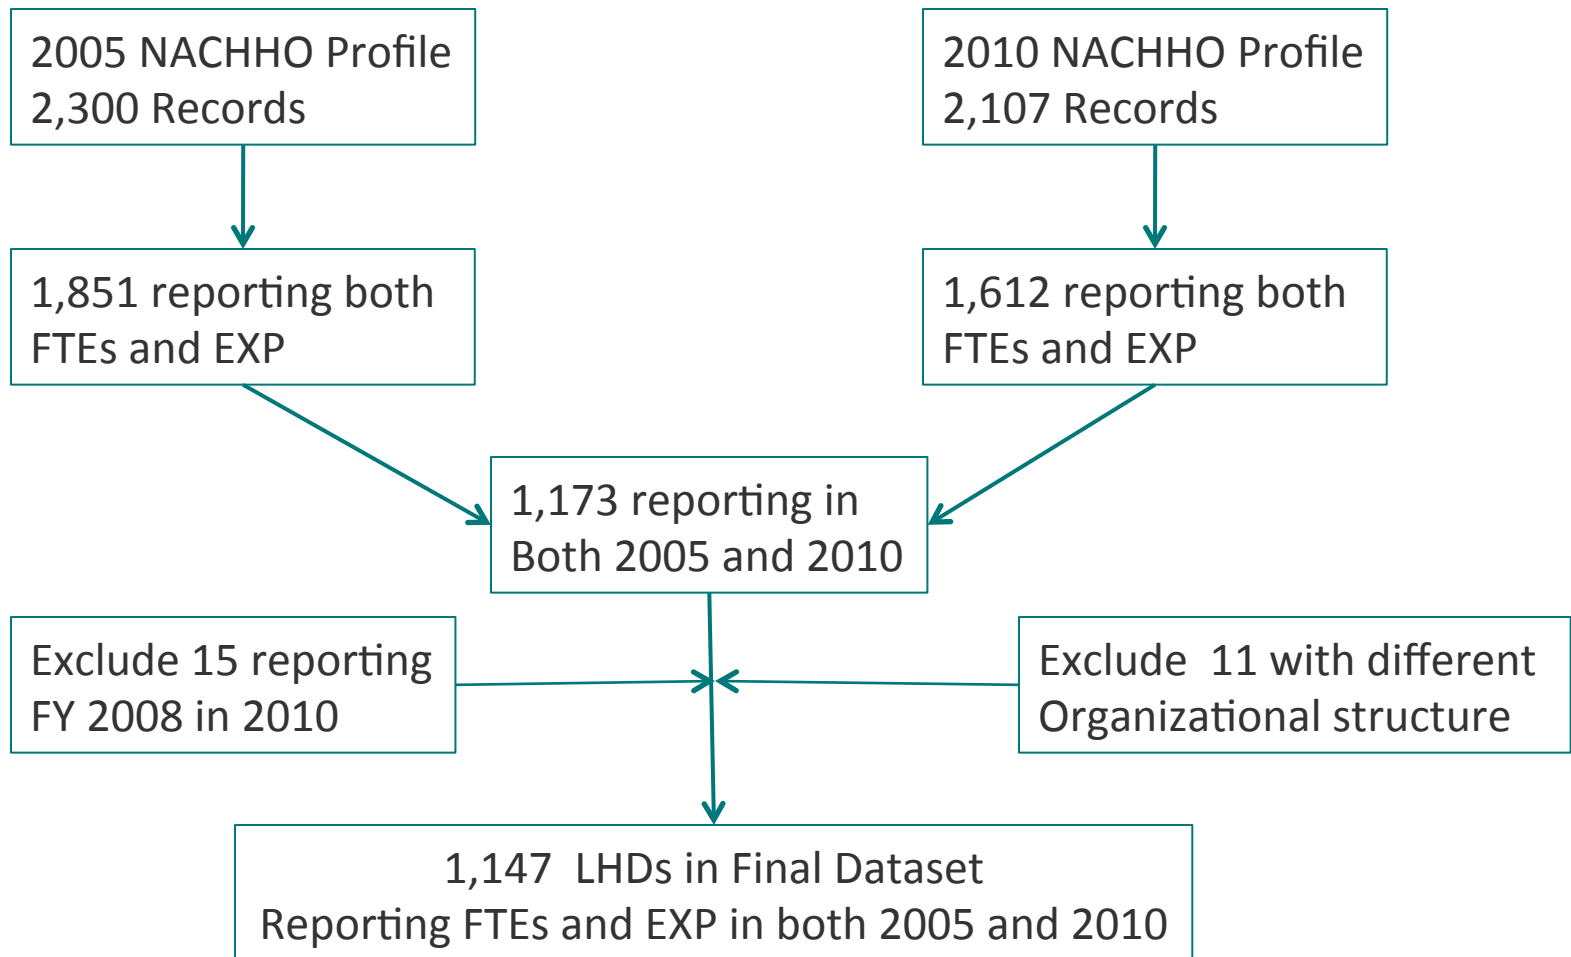 2005 NACHHO Profile
2,300 Records
2010 NACHHO Profile
2,107 Records
1,851 reporting both
FTEs and EXP
1,612 reporting both
FTEs and EXP
1,173 reporting in
Both 2005 and 2010
Exclude 15 reporting
FY 2008 in 2010
Exclude  11 with different
Organizational structure
1,147  LHDs in Final Dataset
Reporting FTEs and EXP in both 2005 and 2010